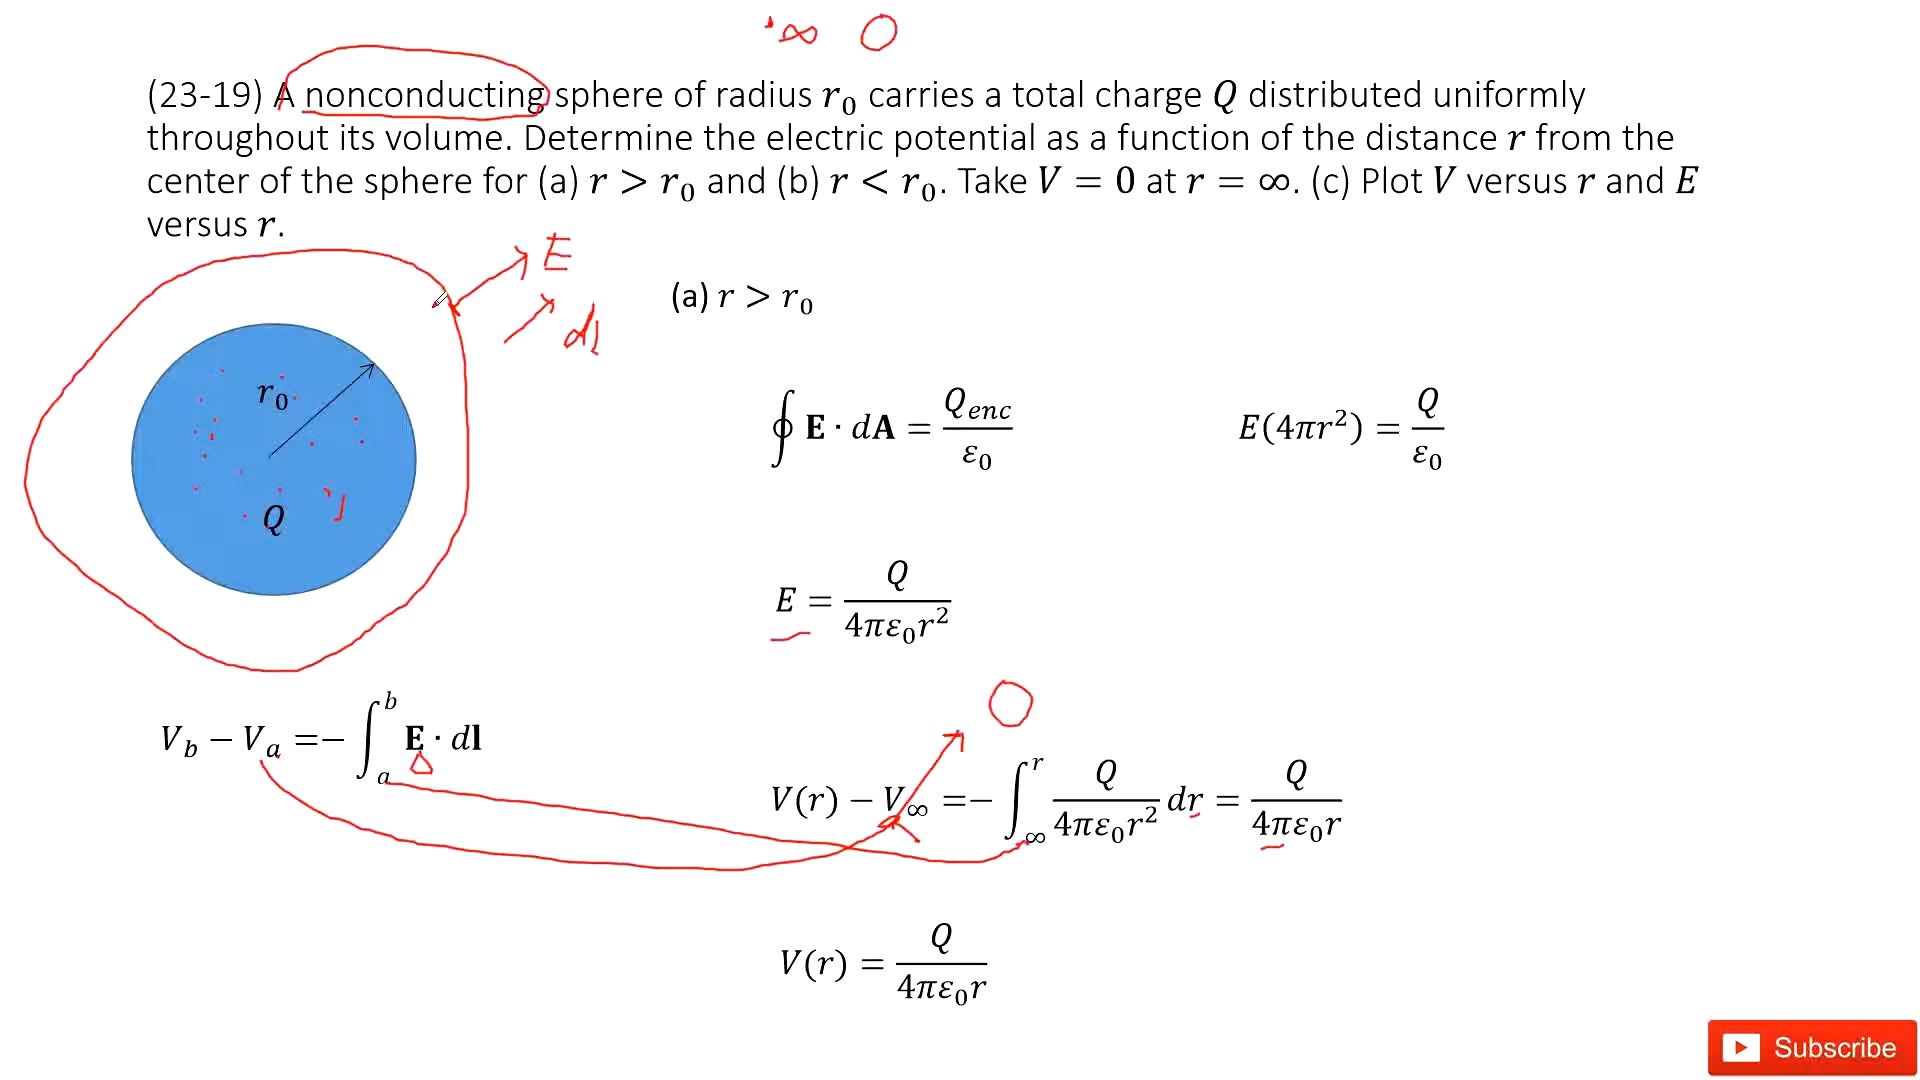 ∞ 0
(23-19) A nonconducting sphere of radius r₀ carries a total charge Q distributed uniformly
throughout its volume. Determine the electric potential as a function of the distance r from the
center of the sphere for (a) r > r₀ and (b) r < r₀. Take V = 0 at r = ∞. (c) Plot V versus r and E
versus r.
E
dl
(a) r > r₀
r₀
Q
∮ E · dA = Q_enc / ε₀
E(4πr²) = Q / ε₀
E = Q / 4πε₀r²
V_b − V_a =− ∫_a^b E · dl
0
V(r) − V_∞ =− ∫_∞^r Q / 4πε₀r² dr = Q / 4πε₀r
V(r) = Q / 4πε₀r
Subscribe